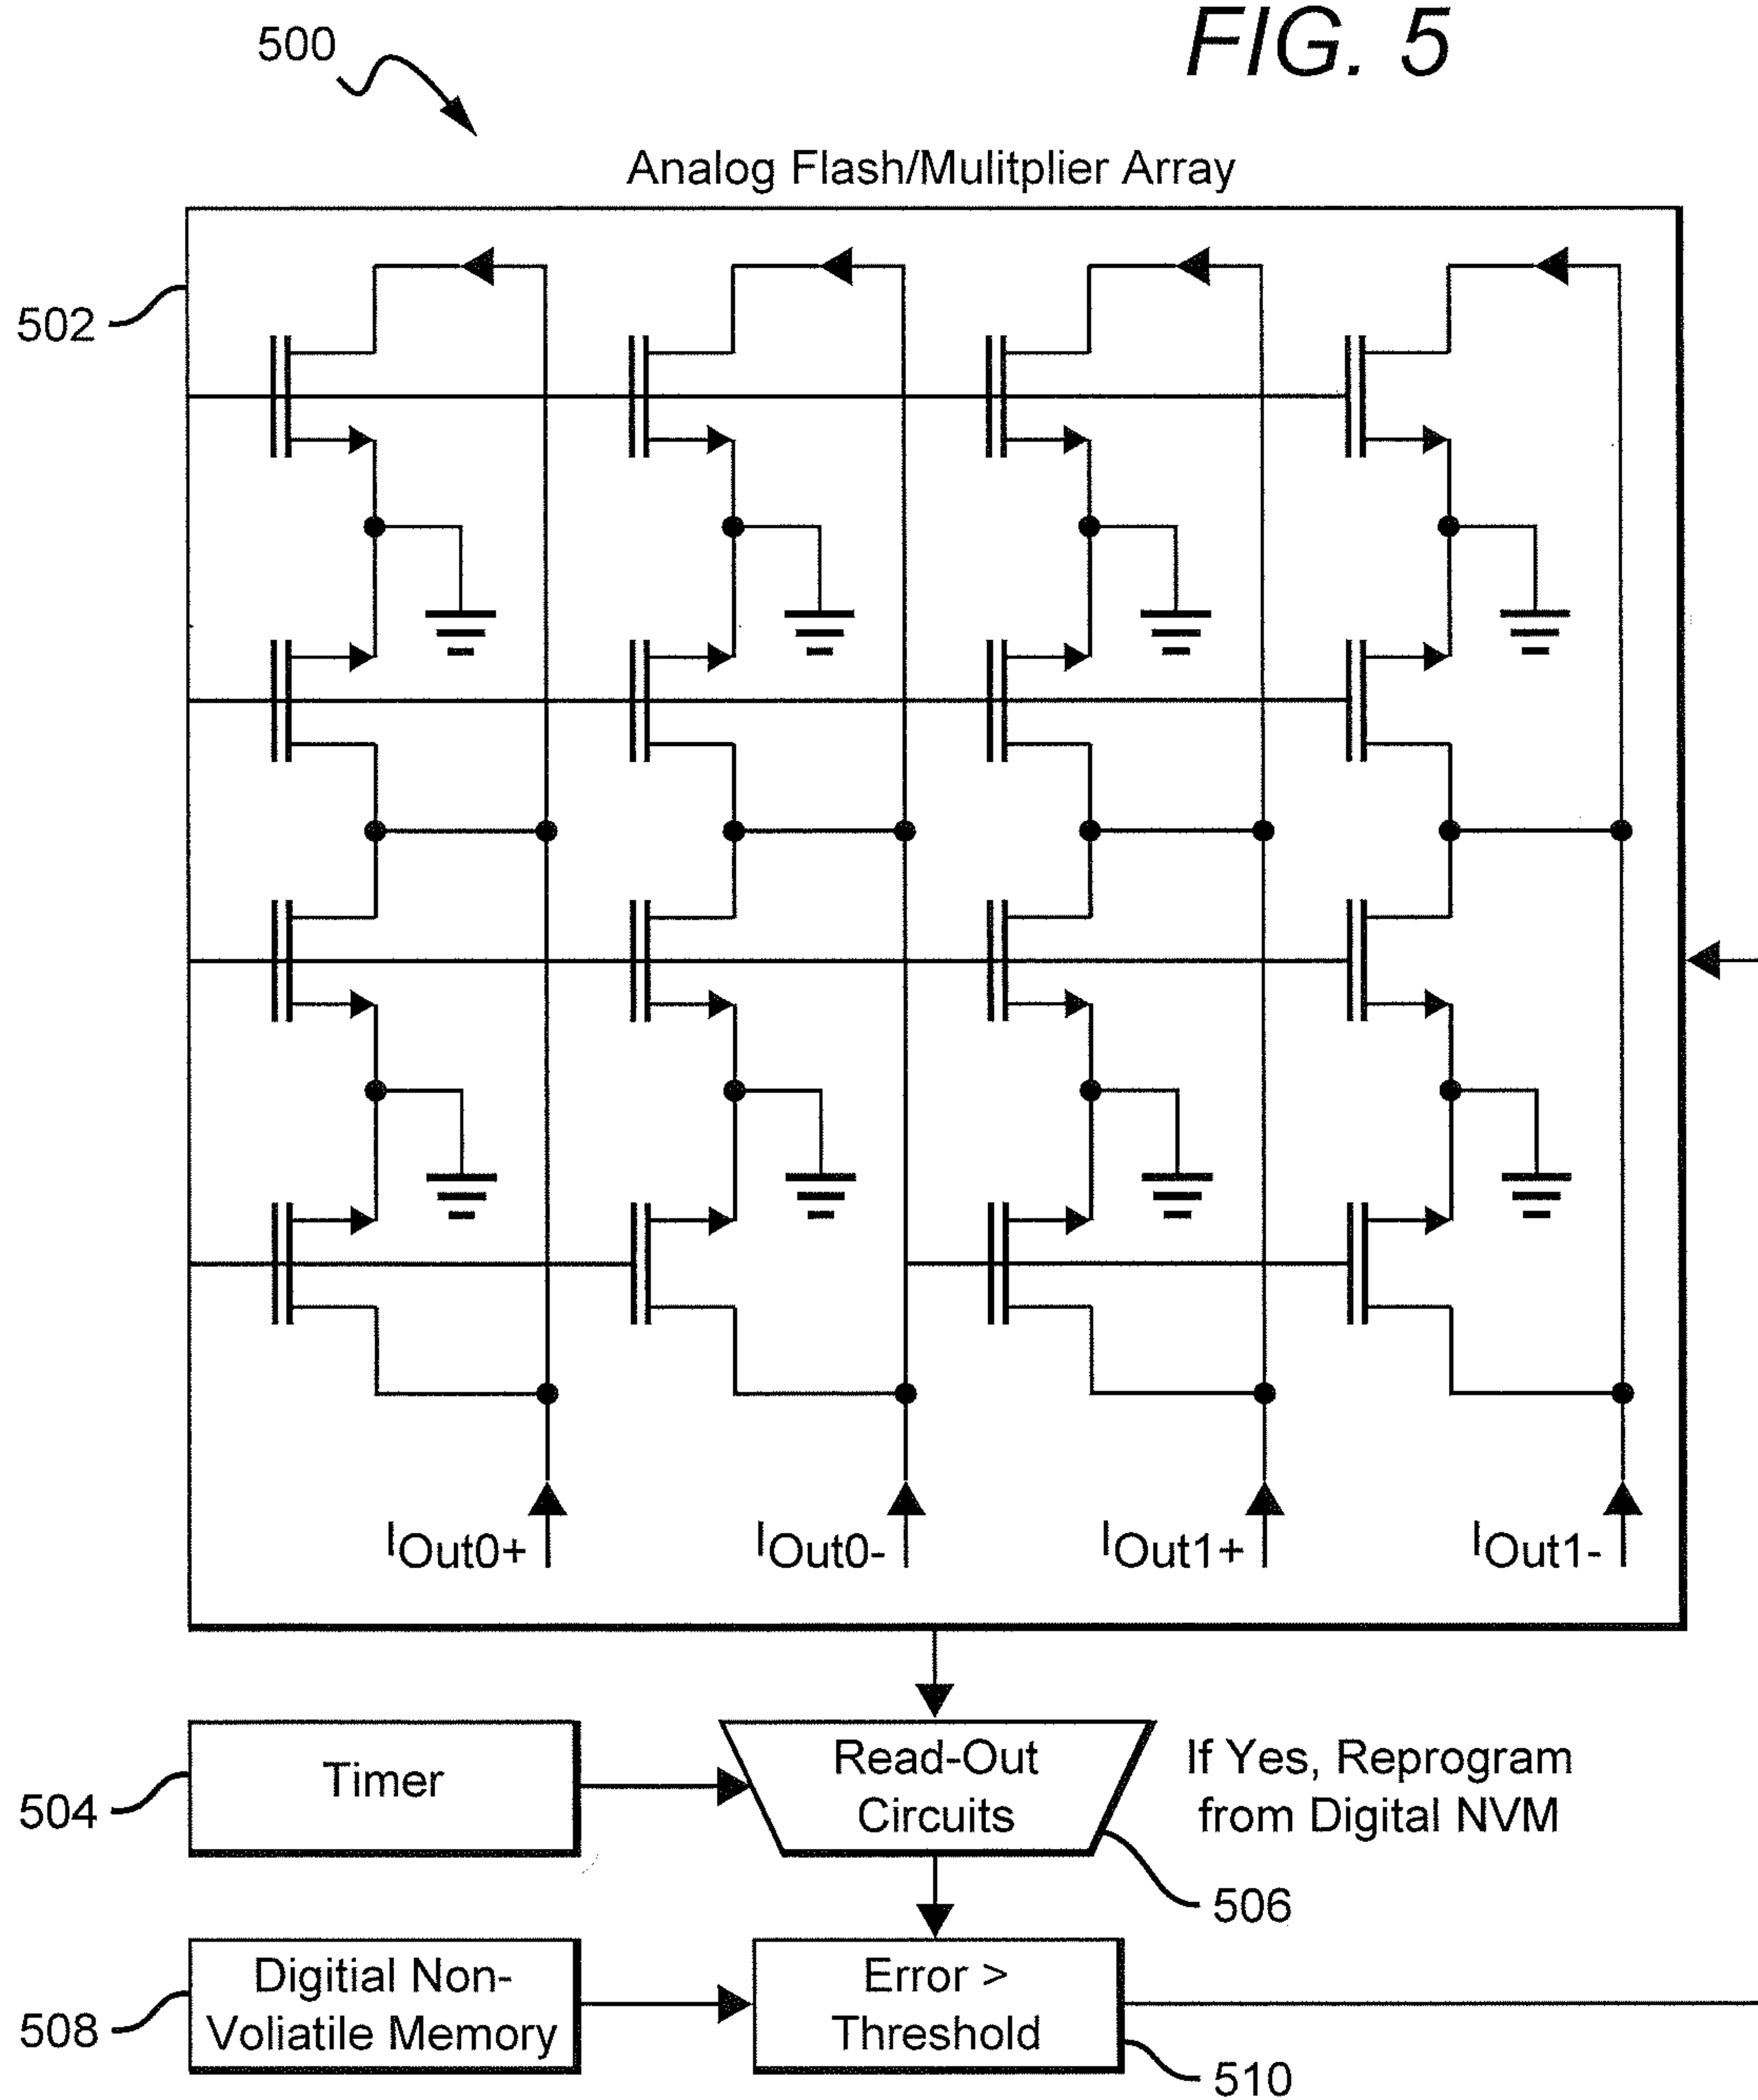 FIG. 5
500
Analog Flash/Mulitplier Array
502
IOut0+
IOut0-
IOut1+
IOut1-
504
Timer
Read-Out
Circuits
If Yes, Reprogram
from Digital NVM
506
508
Digitial Non-
Voliatile Memory
Error >
Threshold
510